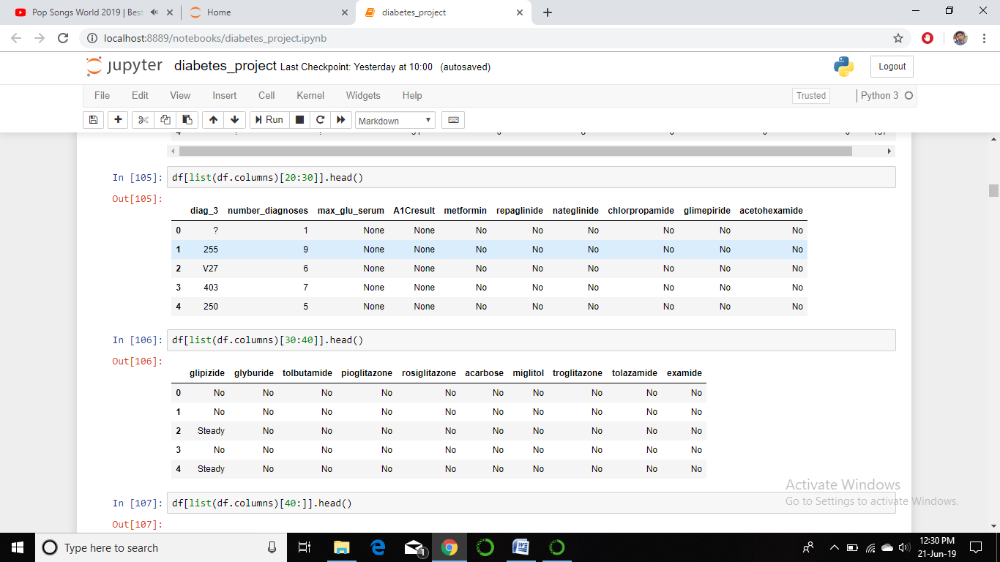 Pop Songs World 2019 | Best
Home
diabetes_project
localhost:8889/notebooks/diabetes_project.ipynb
jupyter diabetes_project Last Checkpoint: Yesterday at 10:00 (autosaved)
Logout
File Edit View Insert Cell Kernel Widgets Help
Trusted
Python 3
Run
Markdown
In [105]: df[list(df.columns)[20:30]].head()
Out[105]:
diag_3 number_diagnoses max_glu_serum A1Cresult metformin repaglinide nateglinide chlorpropamide glimepiride acetohexamide
0 ? 1 None None No No No No No No
1 255 9 None None No No No No No No
2 V27 6 None None No No No No No No
3 403 7 None None No No No No No No
4 250 5 None None No No No No No No
In [106]: df[list(df.columns)[30:40]].head()
Out[106]:
glipizide glyburide tolbutamide pioglitazone rosiglitazone acarbose miglitol troglitazone tolazamide examide
0 No No No No No No No No No No
1 No No No No No No No No No No
2 Steady No No No No No No No No No
3 No No No No No No No No No No
4 Steady No No No No No No No No No
In [107]: df[list(df.columns)[40:]].head()
Out[107]:
Activate Windows
Go to Settings to activate Windows.
Type here to search
1
12:30 PM
21-Jun-19